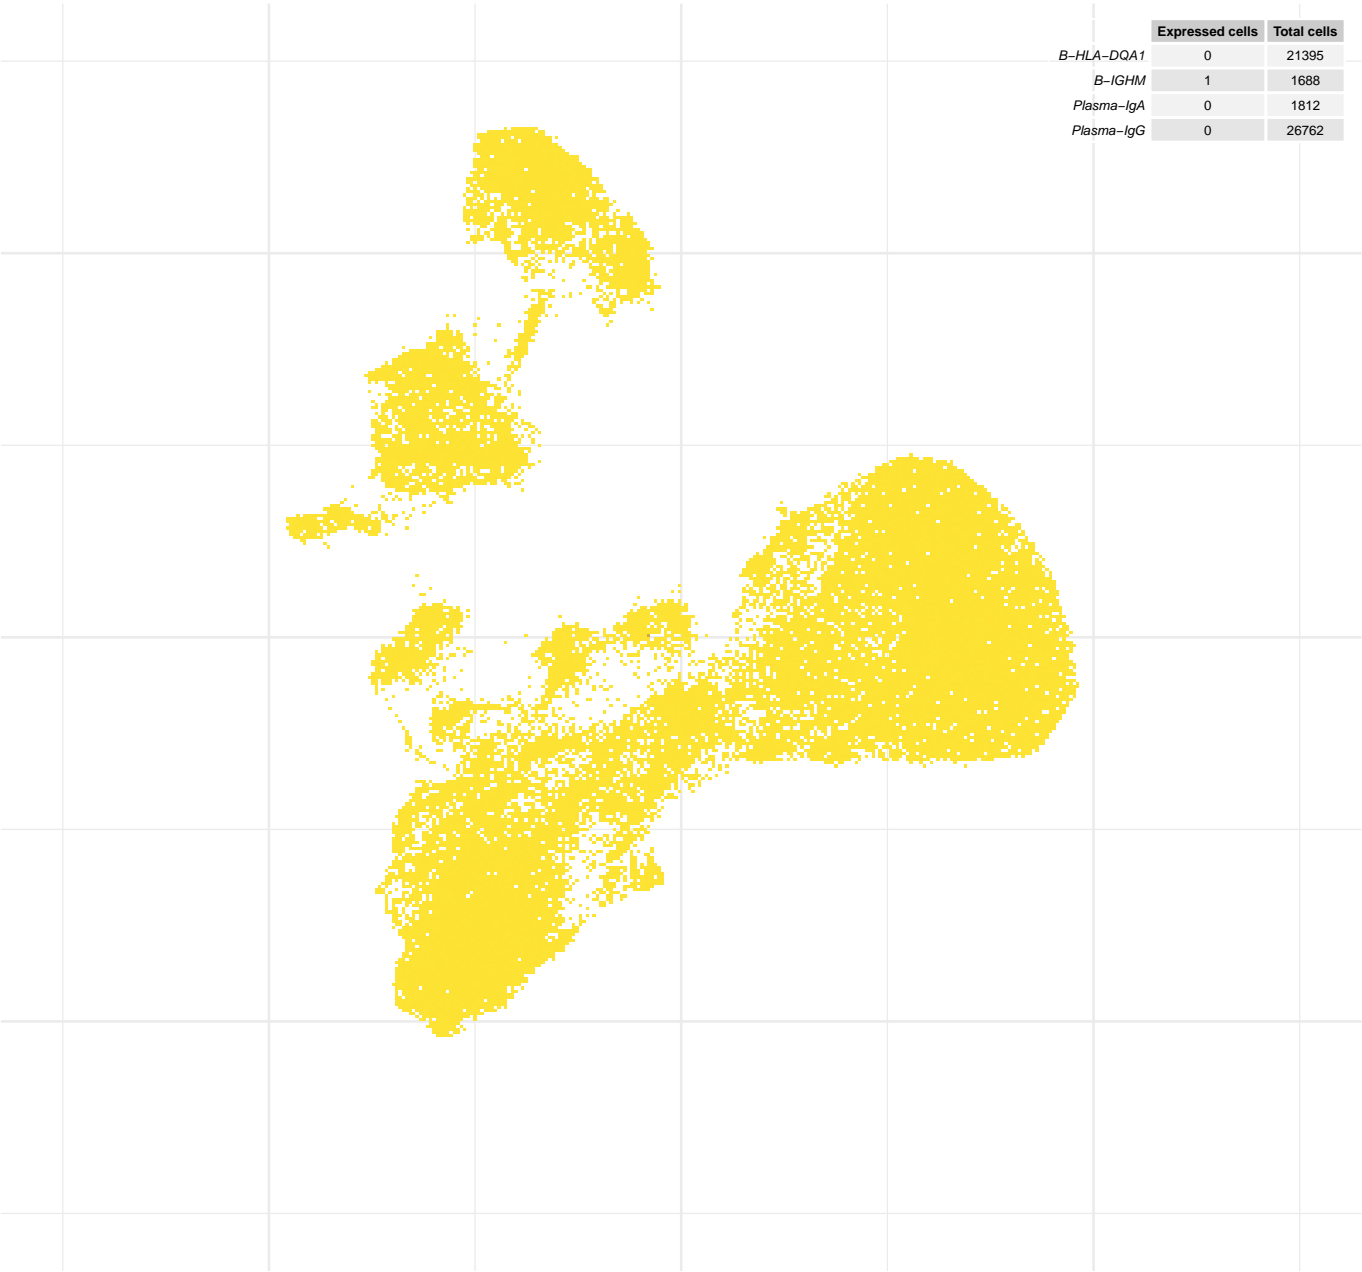 Expressed cells Total cells
B−HLA−DQA1 0 21395
B−IGHM 1 1688
Plasma−IgA 0 1812
Plasma−IgG 0 26762